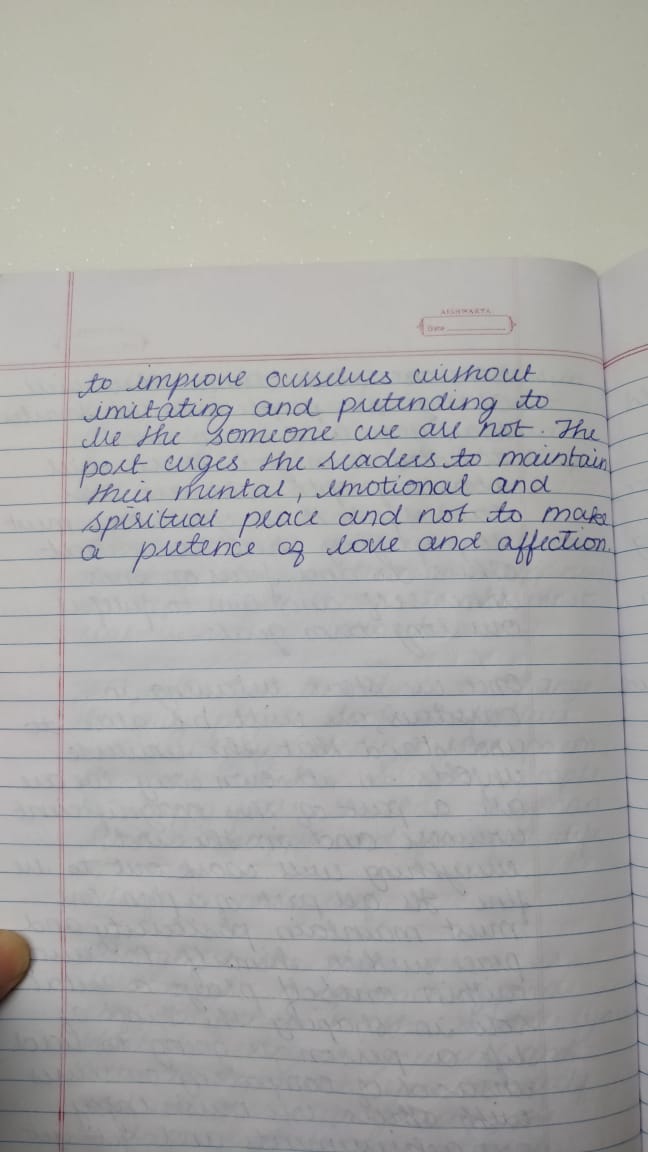 AISHWARYA
Date
to improve ourselves without
imitating and pretending to
be the someone we are not. The
poet urges the readers to maintain
their mental, emotional and
spiritual peace and not to make
a pretence of love and affection.